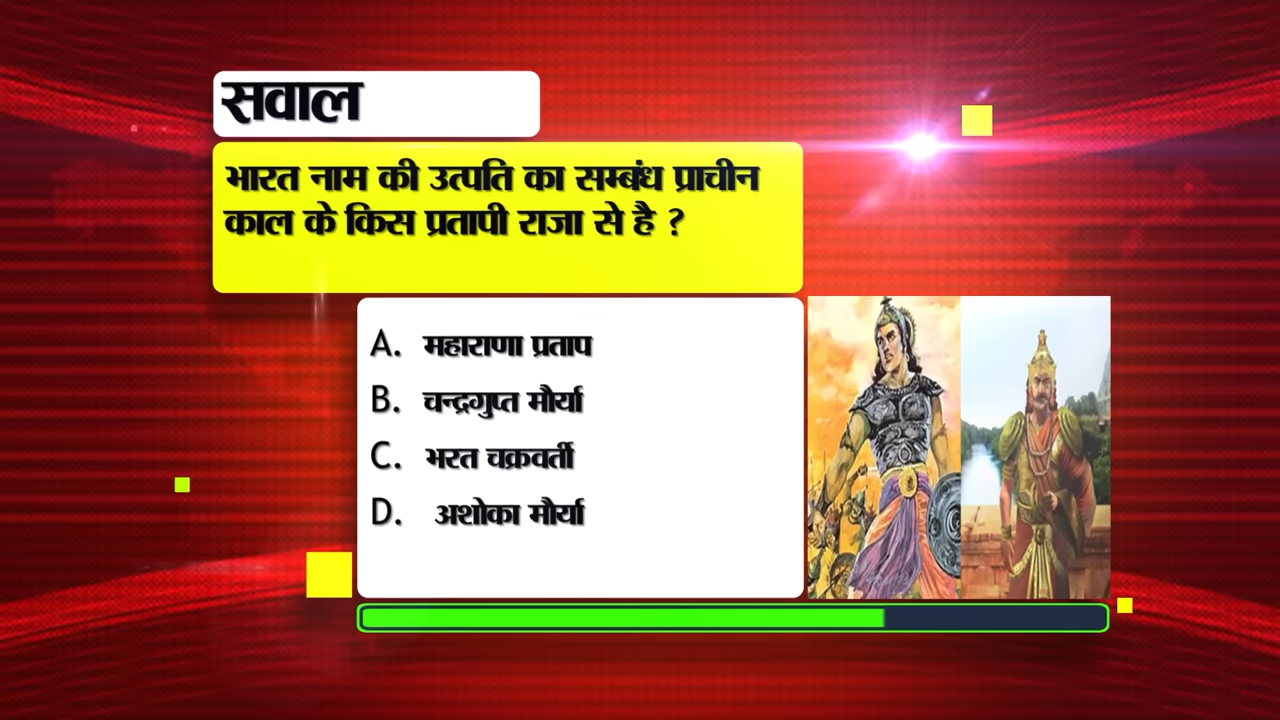 सवाल
भारत नाम की उत्पति का सम्बंध प्राचीन
काल के किस प्रतापी राजा से है ?
A. महाराणा प्रताप
B. चन्द्रगुप्त मौर्या
C. भरत चक्रवर्ती
D. अशोका मौर्या